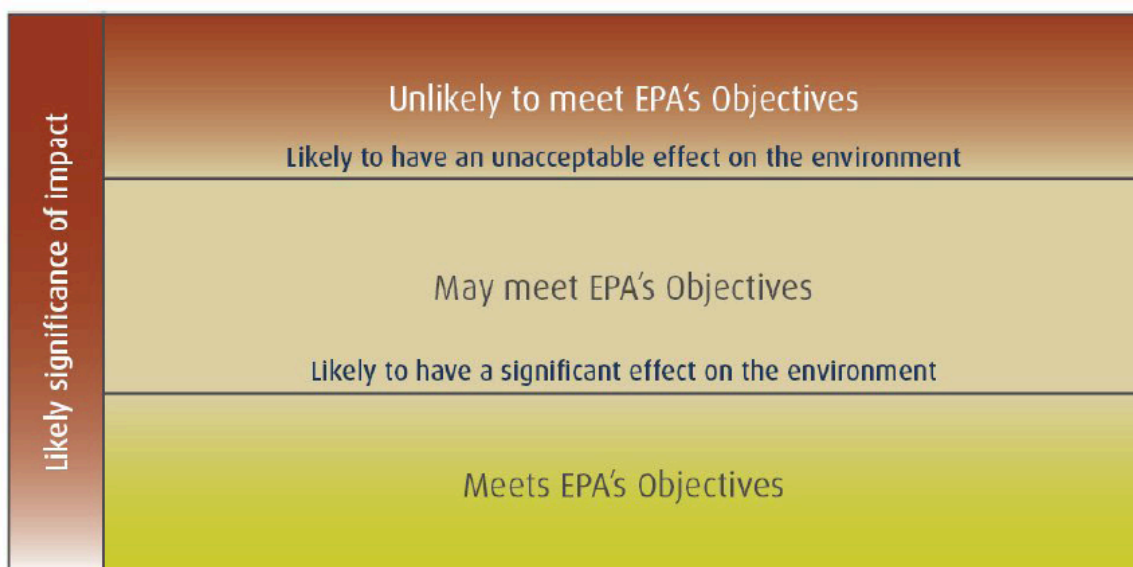 Likely significance of impact
Unlikely to meet EPA's Objectives
Likely to have an unacceptable effect on the environment
May meet EPA's Objectives
Likely to have a significant effect on the environment
Meets EPA's Objectives